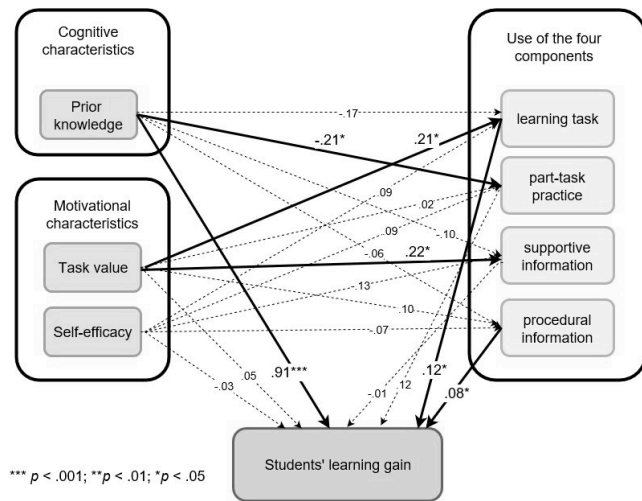 Cognitive
characteristics
Prior
knowledge
Motivational
characteristics
Task value
Self-efficacy
Use of the four
components
learning task
part-task
practice
supportive
information
procedural
information
-.17
-.21*
.21*
.09
.02
.09
-.10
-.06
.22*
.13
.10
-.07
.05
-.03
.91***
-.01
.12
.12*
.08*
Students' learning gain
*** p < .001; **p < .01; *p < .05